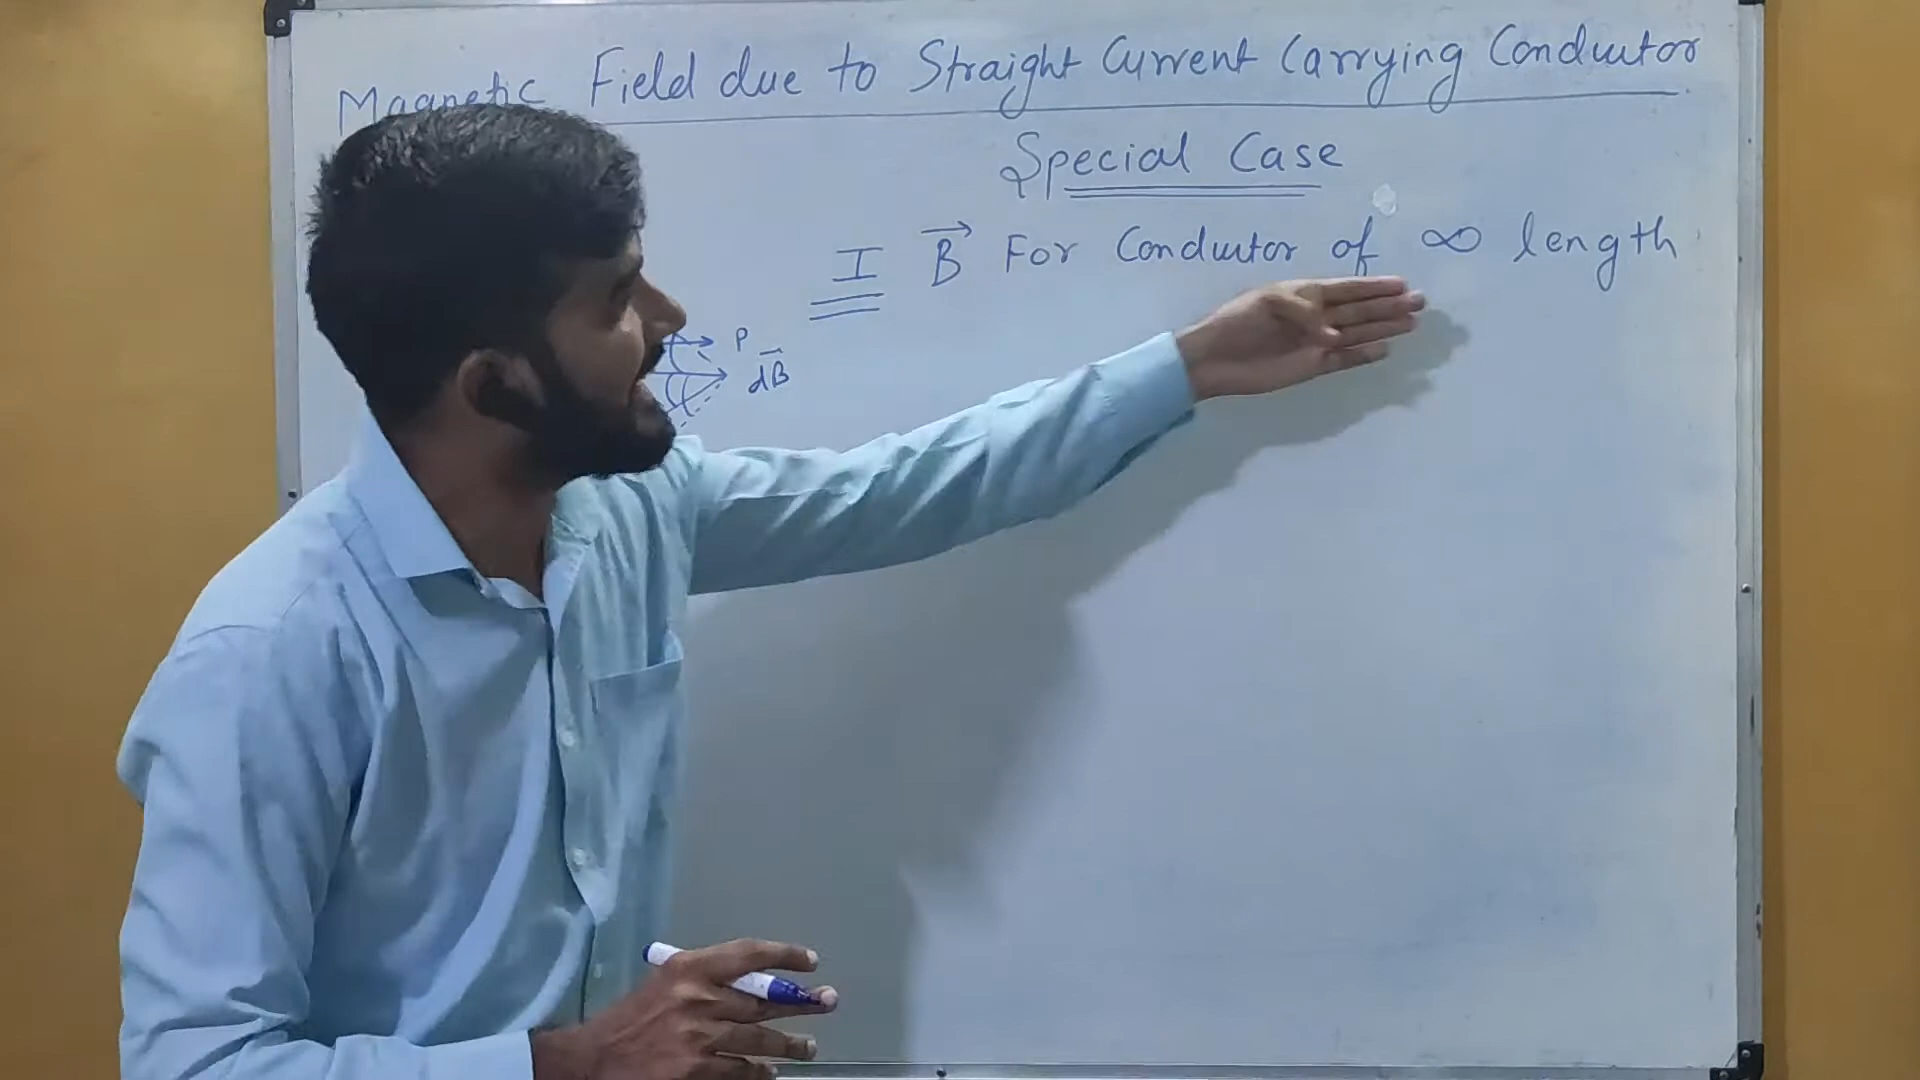 Magnetic Field due to Straight Current Carrying Conductor
Special Case
I B⃗ For Conductor of ∞ length
P
dB⃗